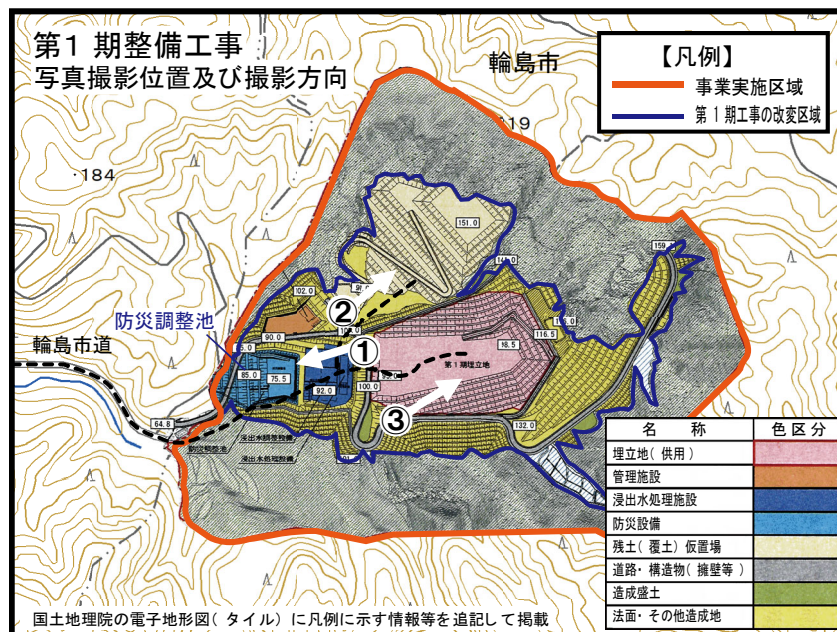 第1期整備工事
写真撮影位置及び撮影方向
輪島市
【凡例】
事業実施区域
第1期工事の改変区域
519
・184
151.0
159.
102.0
防災調整池
②
116.5
90.0
輪島市道
①
18.5
第1期埋立地
85.0
75.5
92.0
100.0
③
64.8
132.0
浸出水調整設備
防災調整池
浸出水処理設備
名 称 色区分
埋立地(供用)
管理施設
浸出水処理施設
防災設備
残土(覆土)仮置場
道路・構造物(擁壁等)
造成盛土
法面・その他造成地
国土地理院の電子地形図(タイル)に凡例に示す情報等を追記して掲載